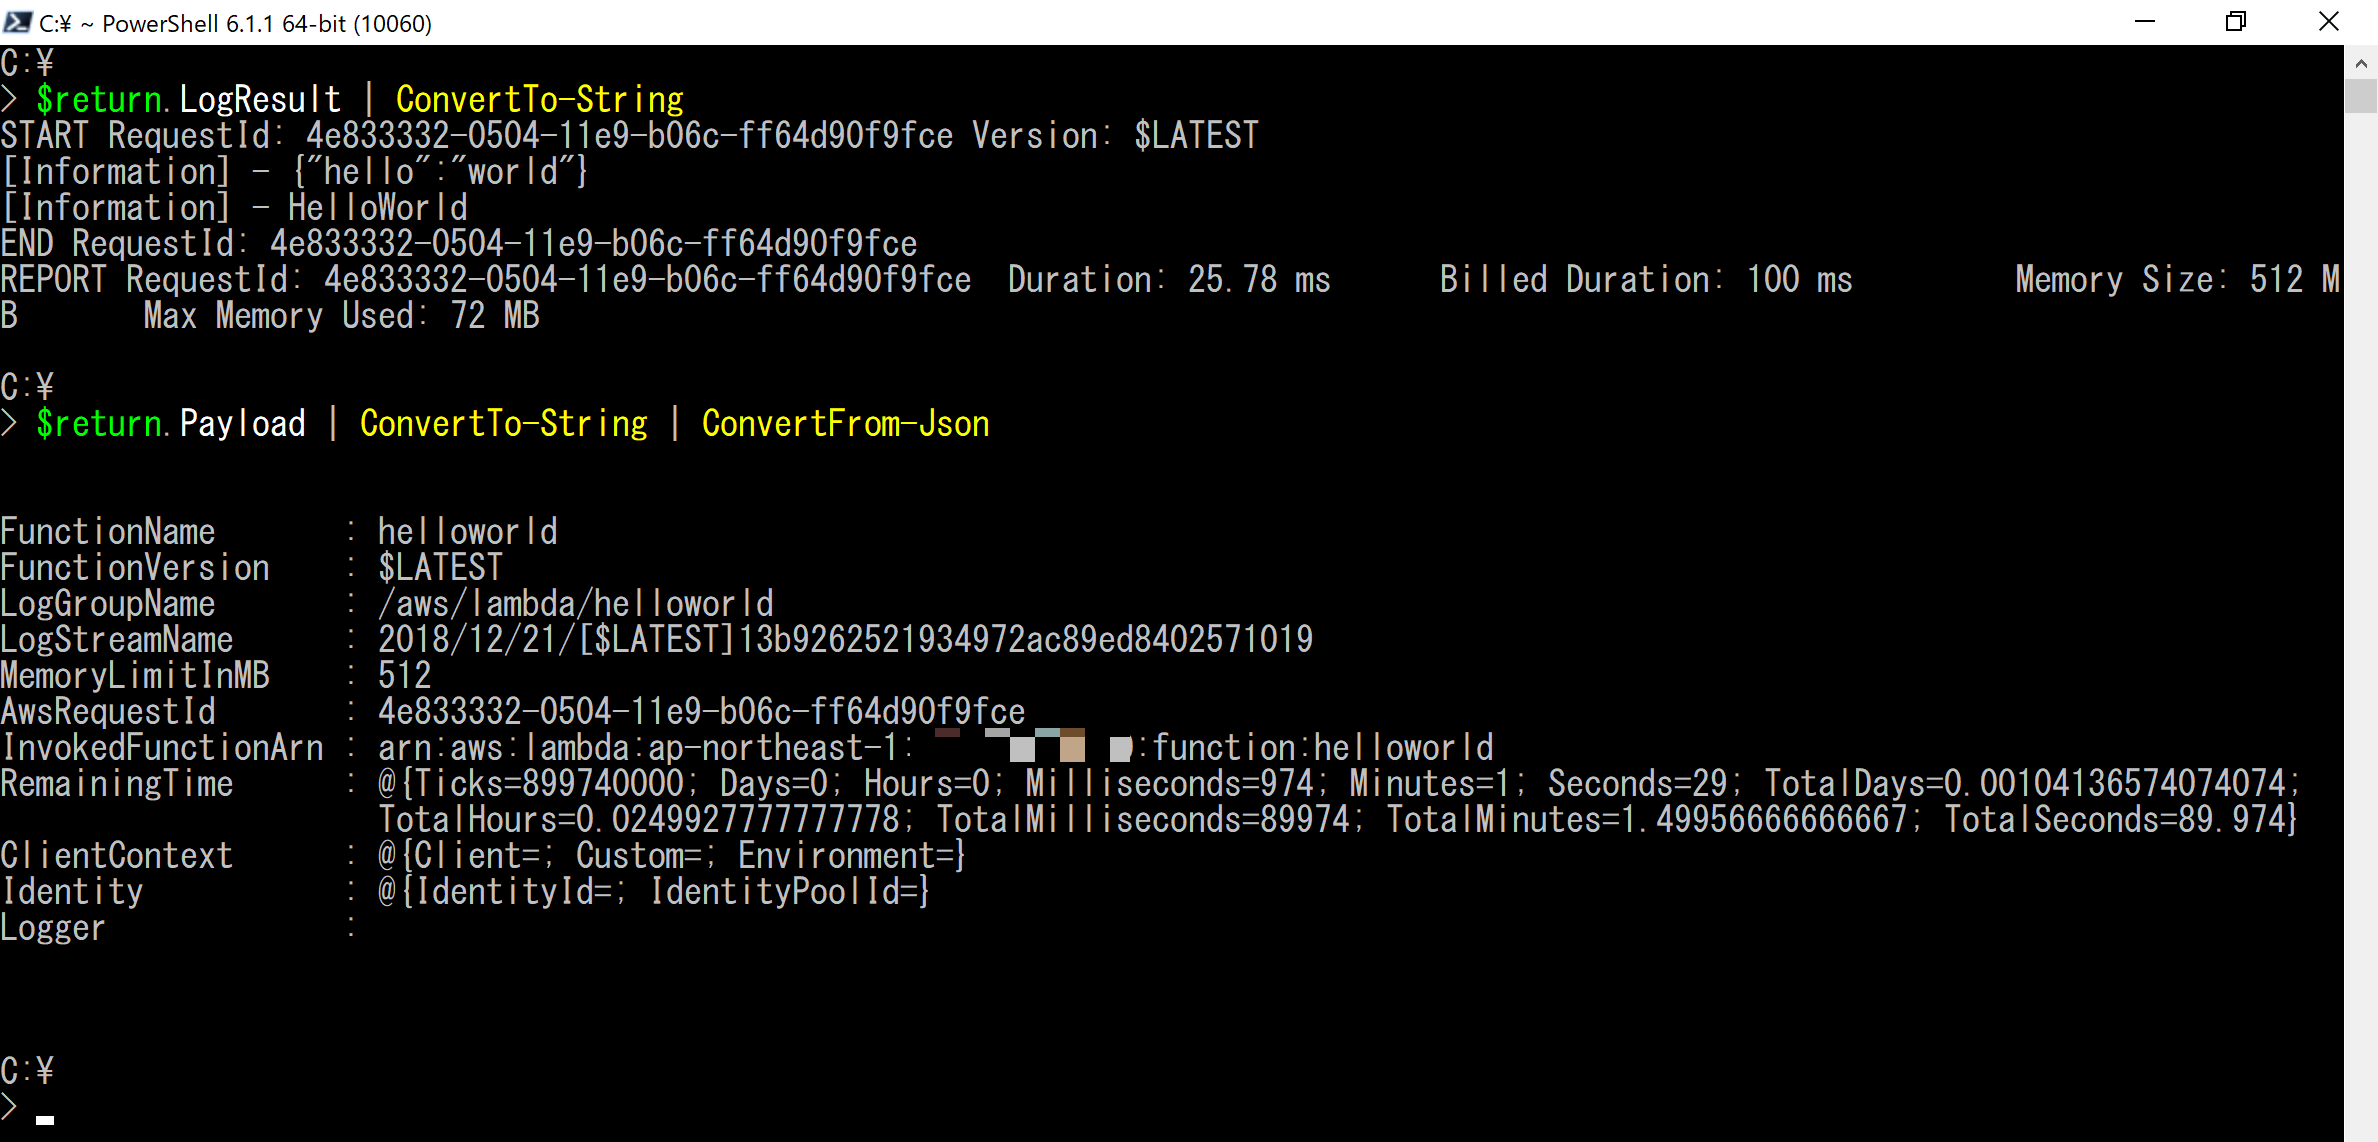 C:¥ ~ PowerShell 6.1.1 64-bit (10060)
C:¥
> $return.LogResult | ConvertTo-String
START RequestId: 4e833332-0504-11e9-b06c-ff64d90f9fce Version: $LATEST
[Information] - {"hello":"world"}
[Information] - HelloWorld
END RequestId: 4e833332-0504-11e9-b06c-ff64d90f9fce
REPORT RequestId: 4e833332-0504-11e9-b06c-ff64d90f9fce  Duration: 25.78 ms      Billed Duration: 100 ms         Memory Size: 512 M
B       Max Memory Used: 72 MB
C:¥
> $return.Payload | ConvertTo-String | ConvertFrom-Json
FunctionName       : helloworld
FunctionVersion    : $LATEST
LogGroupName       : /aws/lambda/helloworld
LogStreamName      : 2018/12/21/[$LATEST]13b9262521934972ac89ed8402571019
MemoryLimitInMB    : 512
AwsRequestId       : 4e833332-0504-11e9-b06c-ff64d90f9fce
InvokedFunctionArn : arn:aws:lambda:ap-northeast-1: :function:helloworld
RemainingTime      : @{Ticks=899740000; Days=0; Hours=0; Milliseconds=974; Minutes=1; Seconds=29; TotalDays=0.00104136574074074;
                     TotalHours=0.0249927777777778; TotalMilliseconds=89974; TotalMinutes=1.49956666666667; TotalSeconds=89.974}
ClientContext      : @{Client=; Custom=; Environment=}
Identity           : @{IdentityId=; IdentityPoolId=}
Logger             :
C:¥
>